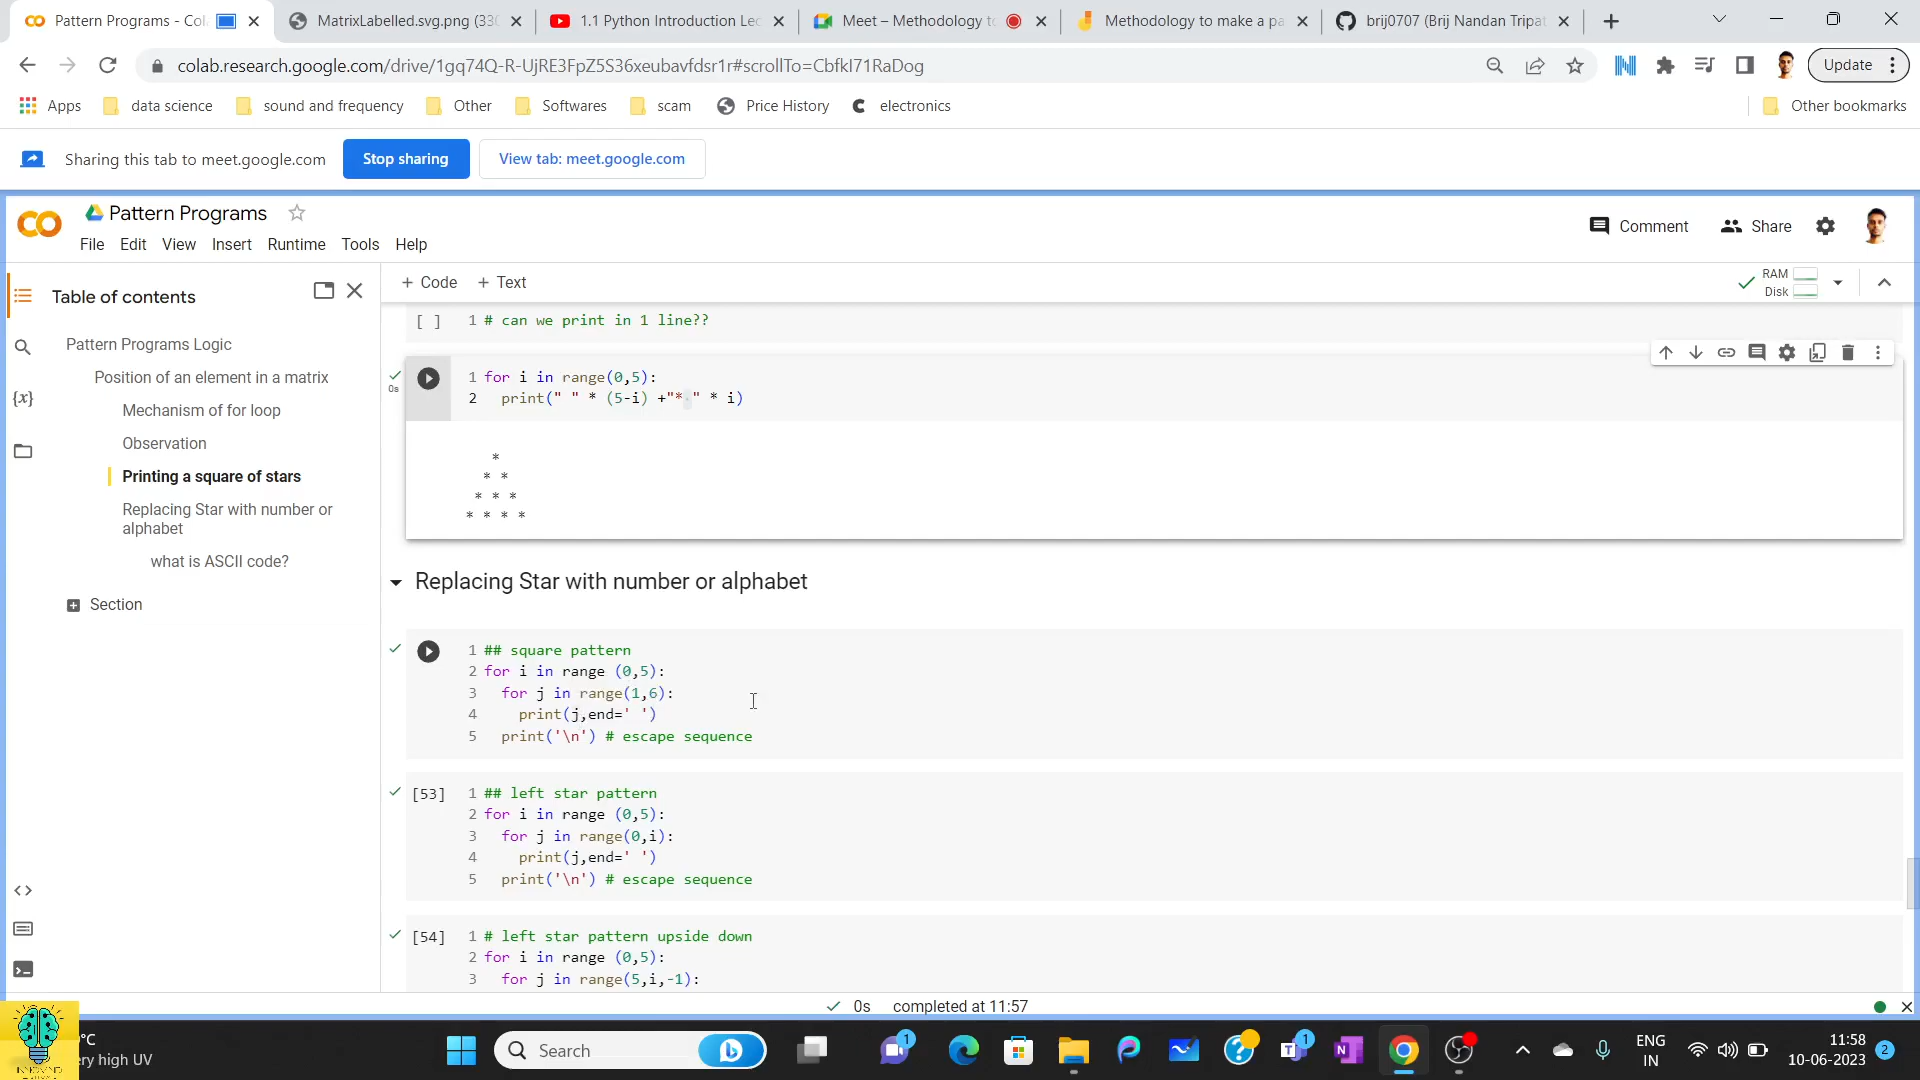 Pattern Programs - Col
MatrixLabelled.svg.png (330
1.1 Python Introduction Lec
Meet – Methodology to
Methodology to make a pa
brij0707 (Brij Nandan Tripat
colab.research.google.com/drive/1gq74Q-R-UjRE3FpZ5S36xeubavfdsr1r#scrollTo=CbfkI71RaDog
Update
Apps
data science
sound and frequency
Other
Softwares
scam
Price History
electronics
Other bookmarks
Sharing this tab to meet.google.com
Stop sharing
View tab: meet.google.com
Pattern Programs
File Edit View Insert Runtime Tools Help
Comment
Share
Table of contents
+ Code + Text
RAM
Disk
Pattern Programs Logic
Position of an element in a matrix
Mechanism of for loop
Observation
Printing a square of stars
Replacing Star with number or
alphabet
what is ASCII code?
Section
{x}
[ ] 1 # can we print in 1 line??
0s
1 for i in range(0,5):
2   print(" " * (5-i) +"* " * i)
*
* *
* * *
* * * *
Replacing Star with number or alphabet
1 ## square pattern
2 for i in range (0,5):
3   for j in range(1,6):
4     print(j,end=' ')
5   print('\n') # escape sequence
[53] 1 ## left star pattern
2 for i in range (0,5):
3   for j in range(0,i):
4     print(j,end=' ')
5   print('\n') # escape sequence
[54] 1 # left star pattern upside down
2 for i in range (0,5):
3   for j in range(5,i,-1):
0s completed at 11:57
°C
ery high UV
Search
1
1
ENG
IN
11:58
10-06-2023
2